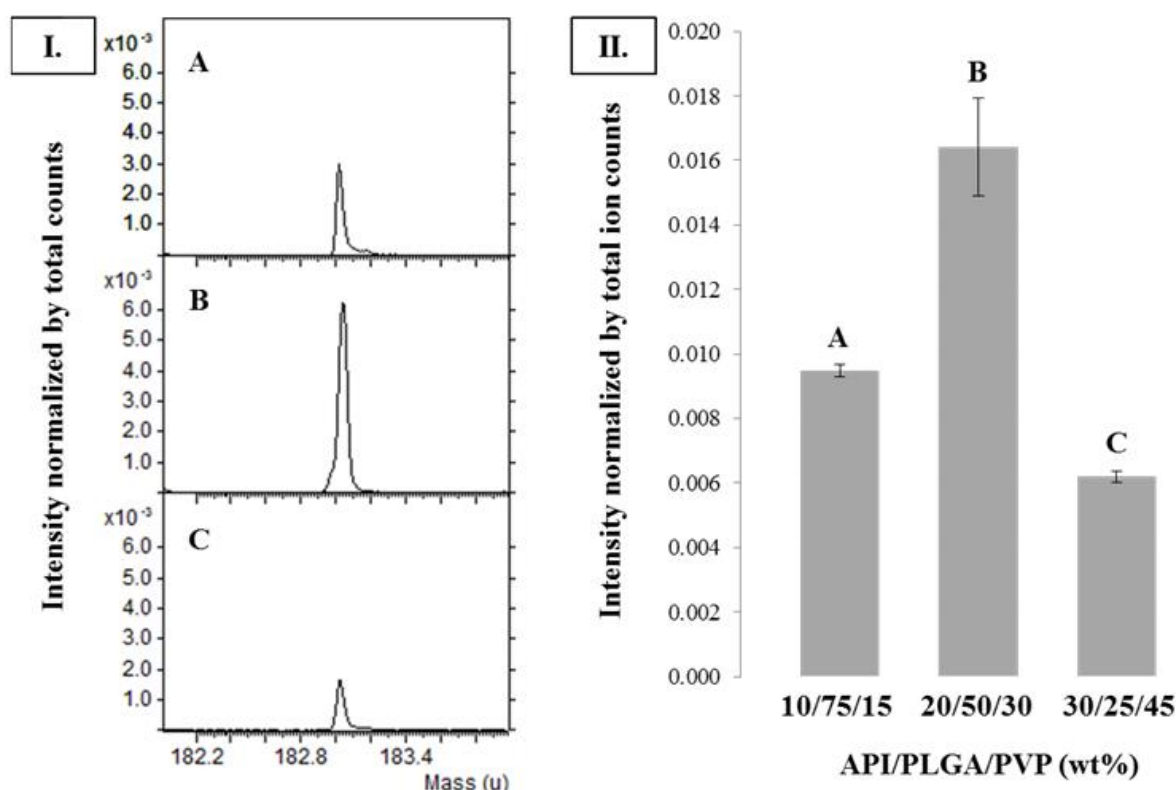 I.
Intensity normalized by total counts
x10⁻³
A
6.0
5.0
4.0
3.0
2.0
1.0
x10⁻³
B
6.0
5.0
4.0
3.0
2.0
1.0
x10⁻³
C
6.0
5.0
4.0
3.0
2.0
1.0
182.2 182.8 183.4
Mass (u)
II.
Intensity normalized by total ion counts
0.020
0.018
0.016
0.014
0.012
0.010
0.008
0.006
0.004
0.002
0.000
A
B
C
10/75/15 20/50/30 30/25/45
API/PLGA/PVP (wt%)